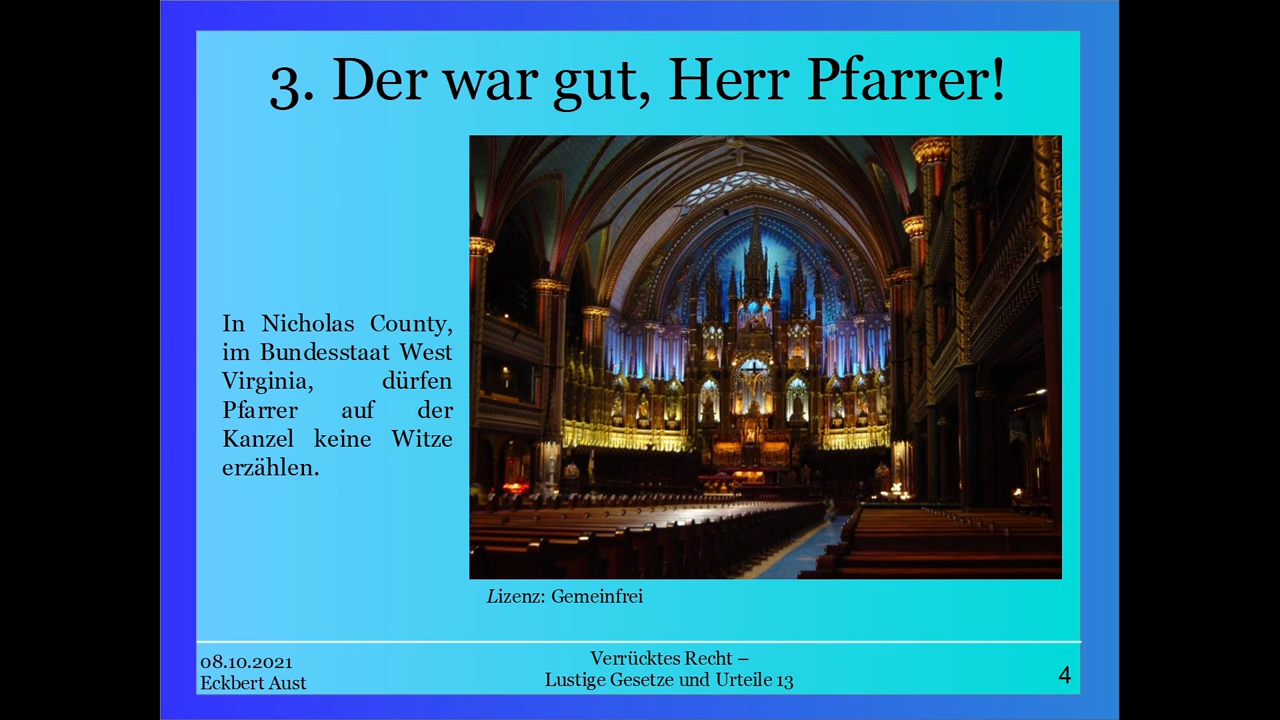 3. Der war gut, Herr Pfarrer!
In Nicholas County,
im Bundesstaat West
Virginia, dürfen
Pfarrer auf der
Kanzel keine Witze
erzählen.
Lizenz: Gemeinfrei
08.10.2021
Eckbert Aust
Verrücktes Recht –
Lustige Gesetze und Urteile 13
4